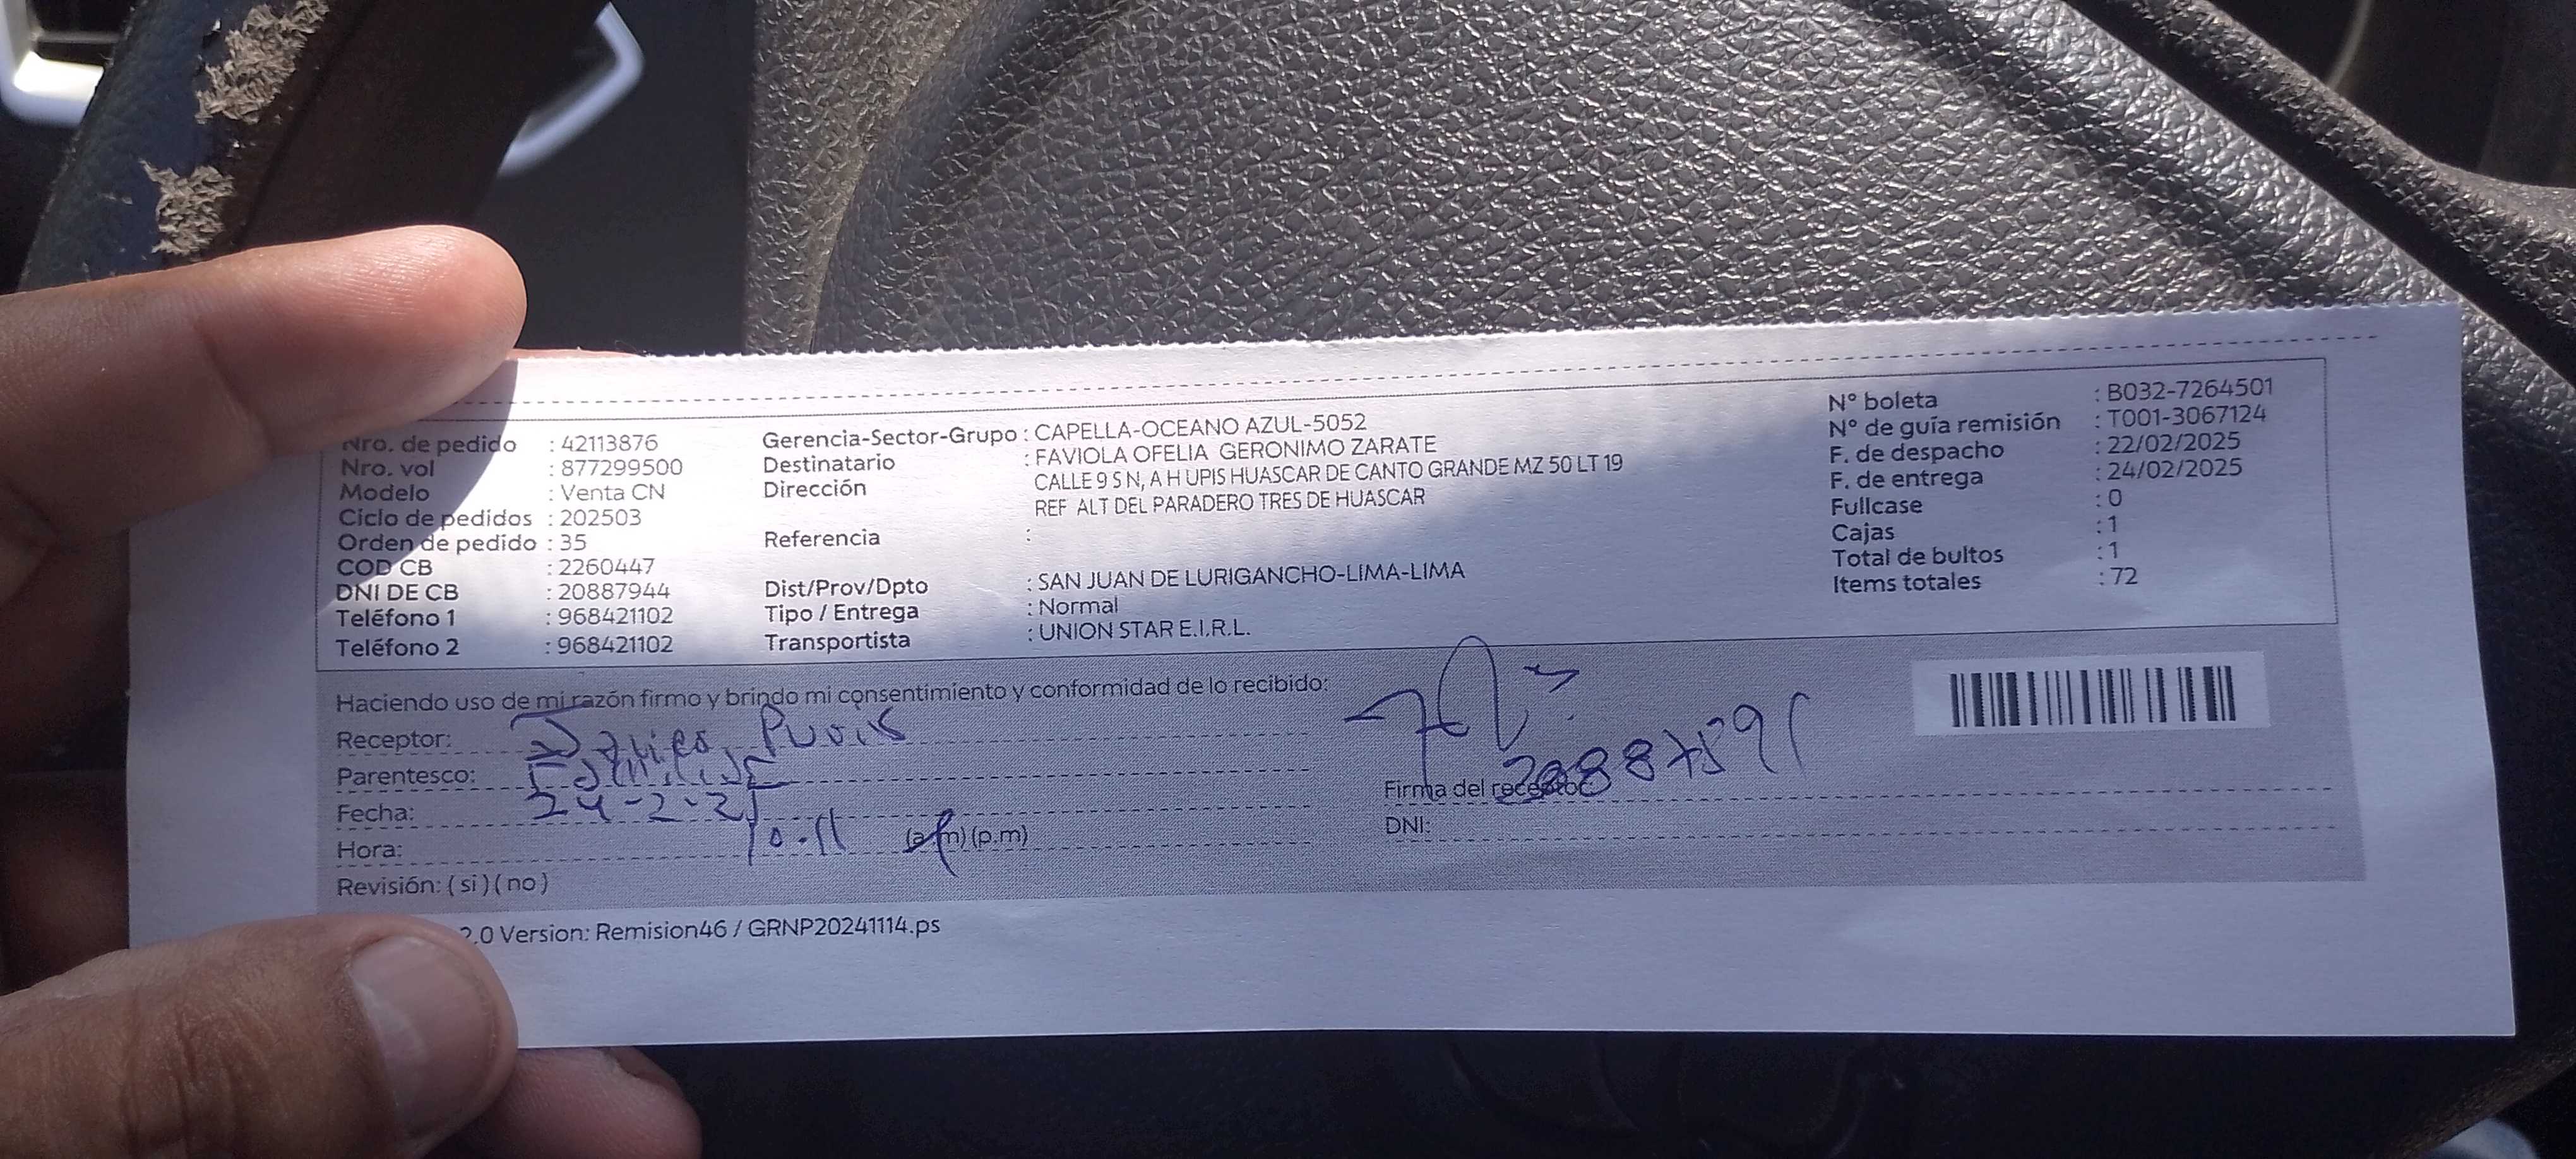 Nro. de pedido : 42113876
Nro. vol : 877299500
Modelo : Venta CN
Ciclo de pedidos : 202503
Orden de pedido : 35
COD CB : 2260447
DNI DE CB : 20887944
Teléfono 1 : 968421102
Teléfono 2 : 968421102
Gerencia-Sector-Grupo : CAPELLA-OCEANO AZUL-5052
Destinatario : FAVIOLA OFELIA GERONIMO ZARATE
Dirección : CALLE 9 S N, A H UPIS HUASCAR DE CANTO GRANDE MZ 50 LT 19
REF ALT DEL PARADERO TRES DE HUASCAR
Referencia :
Dist/Prov/Dpto : SAN JUAN DE LURIGANCHO-LIMA-LIMA
Tipo / Entrega : Normal
Transportista : UNION STAR E.I.R.L.
N° boleta : B032-7264501
N° de guía remisión : T001-3067124
F. de despacho : 22/02/2025
F. de entrega : 24/02/2025
Fullcase : 0
Cajas : 1
Total de bultos : 1
Items totales : 72
Haciendo uso de mi razón firmo y brindo mi consentimiento y conformidad de lo recibido:
Receptor:
Parentesco:
Fecha: 24-2-25
Hora: 10.11 (a.m) (p.m)
Revisión: ( si ) ( no )
Firma del receptor
DNI:
2.0 Version: Remision46 / GRNP20241114.ps